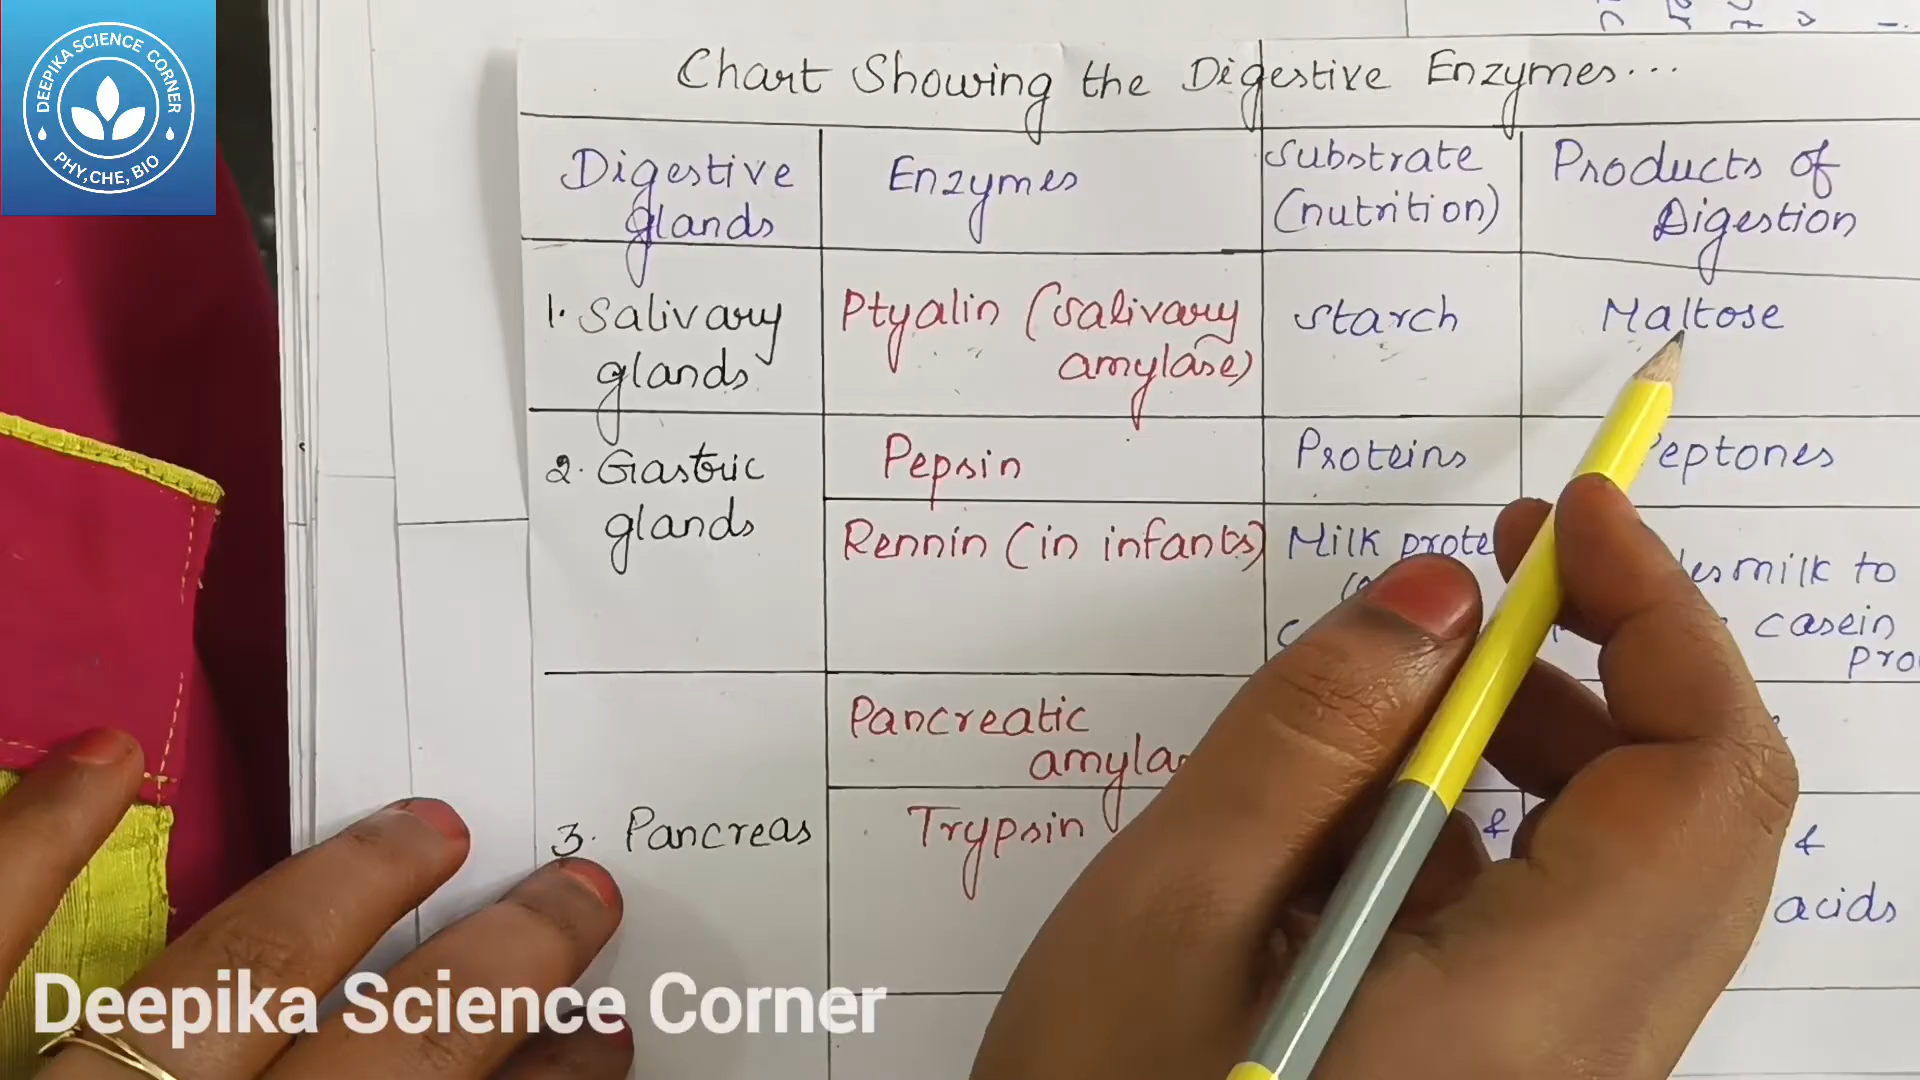 DEEPIKA SCIENCE CORNER
PHY,CHE, BIO
Chart Showing the Digestive Enzymes...
Digestive glands
Enzymes
Substrate (nutrition)
Products of Digestion
1. Salivary glands
Ptyalin (salivary amylase)
starch
Maltose
2. Gastric glands
Pepsin
Proteins
Peptones
Rennin (in infants)
Milk
milk to
casein
3. Pancreas
Pancreatic
Trypsin
&
&
acids
Deepika Science Corner